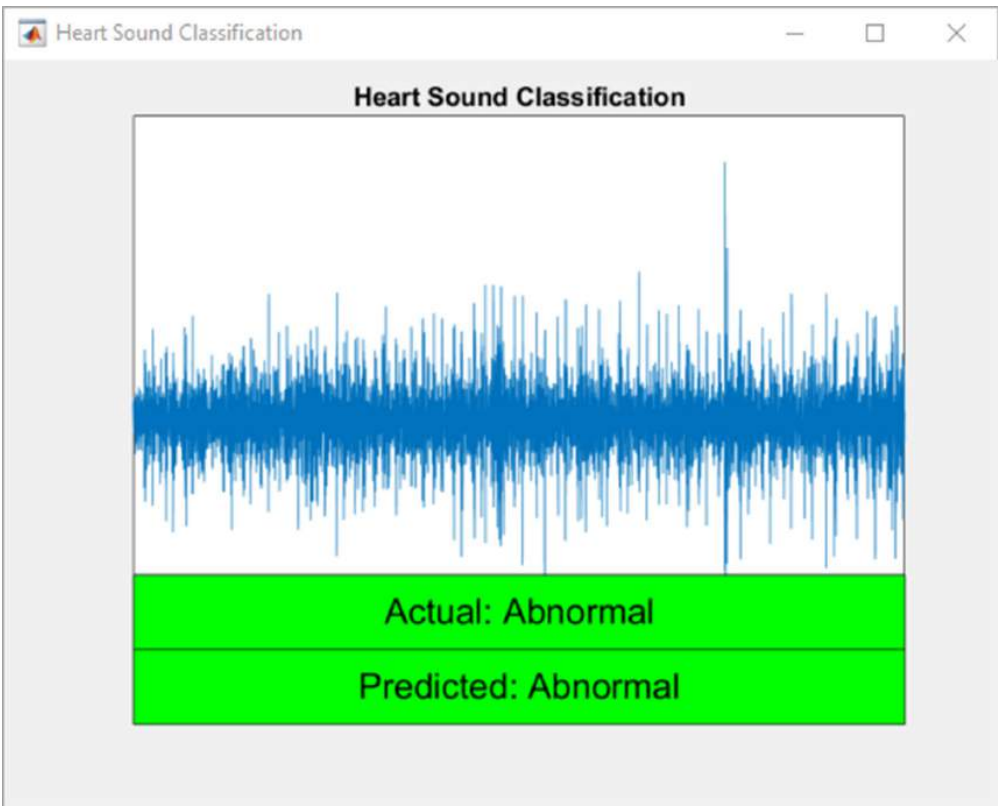 Heart Sound Classification
Heart Sound Classification
Actual: Abnormal
Predicted: Abnormal